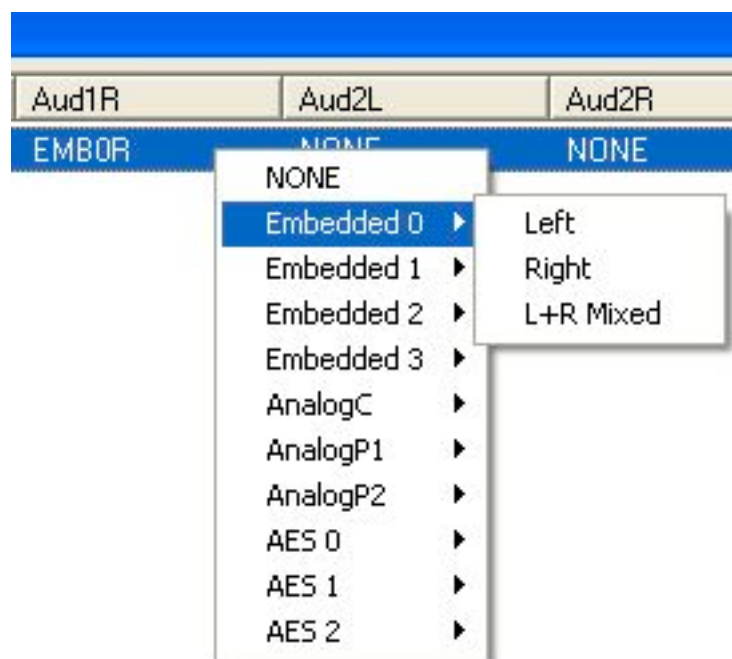 Aud1R Aud2L Aud2R
EMB0R NONE NONE
NONE
Embedded 0 Left
Embedded 1 Right
Embedded 2 L+R Mixed
Embedded 3
AnalogC
AnalogP1
AnalogP2
AES 0
AES 1
AES 2